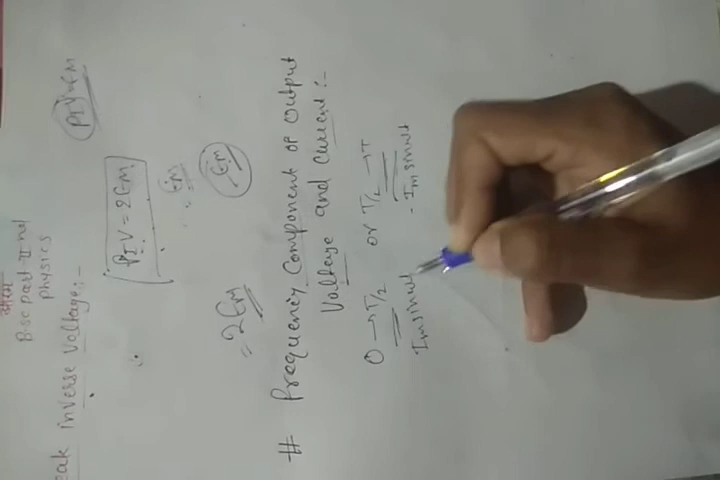 B.sc part II nd
physics
eak inverse voltage:-
PIV = 2Em
PIV=Em
Em
Em
= 2Em
# Frequency Component of Output
Voltage and Current:-
O → T/2 or T/2 → T
Imsinwt - Imsinwt